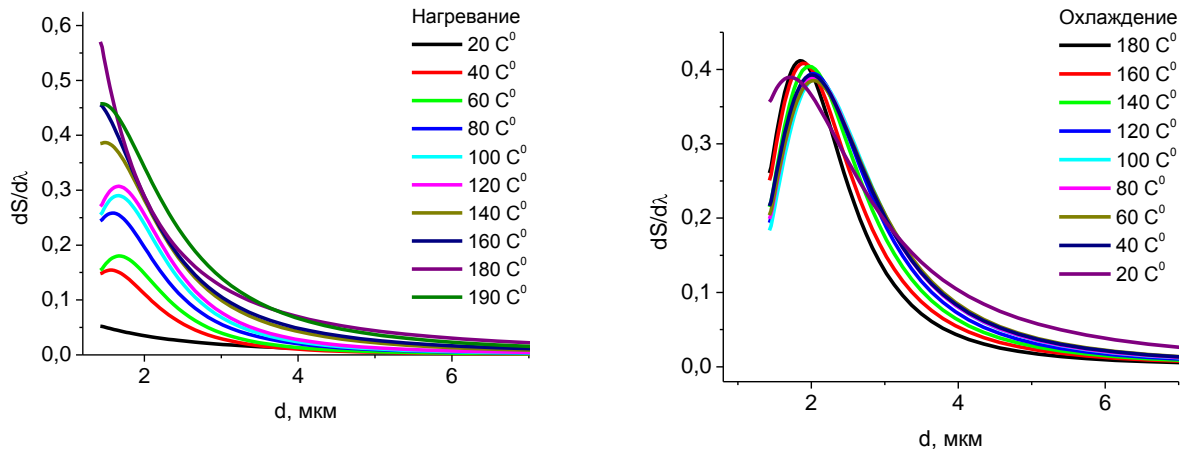 Нагревание
20 C⁰
40 C⁰
60 C⁰
80 C⁰
100 C⁰
120 C⁰
140 C⁰
160 C⁰
180 C⁰
190 C⁰
0,6
0,5
0,4
0,3
0,2
0,1
0,0
dS/dλ
2 4 6
d, мкм
Охлаждение
180 C⁰
160 C⁰
140 C⁰
120 C⁰
100 C⁰
80 C⁰
60 C⁰
40 C⁰
20 C⁰
0,4
0,3
0,2
0,1
0,0
dS/dλ
2 4 6
d, мкм